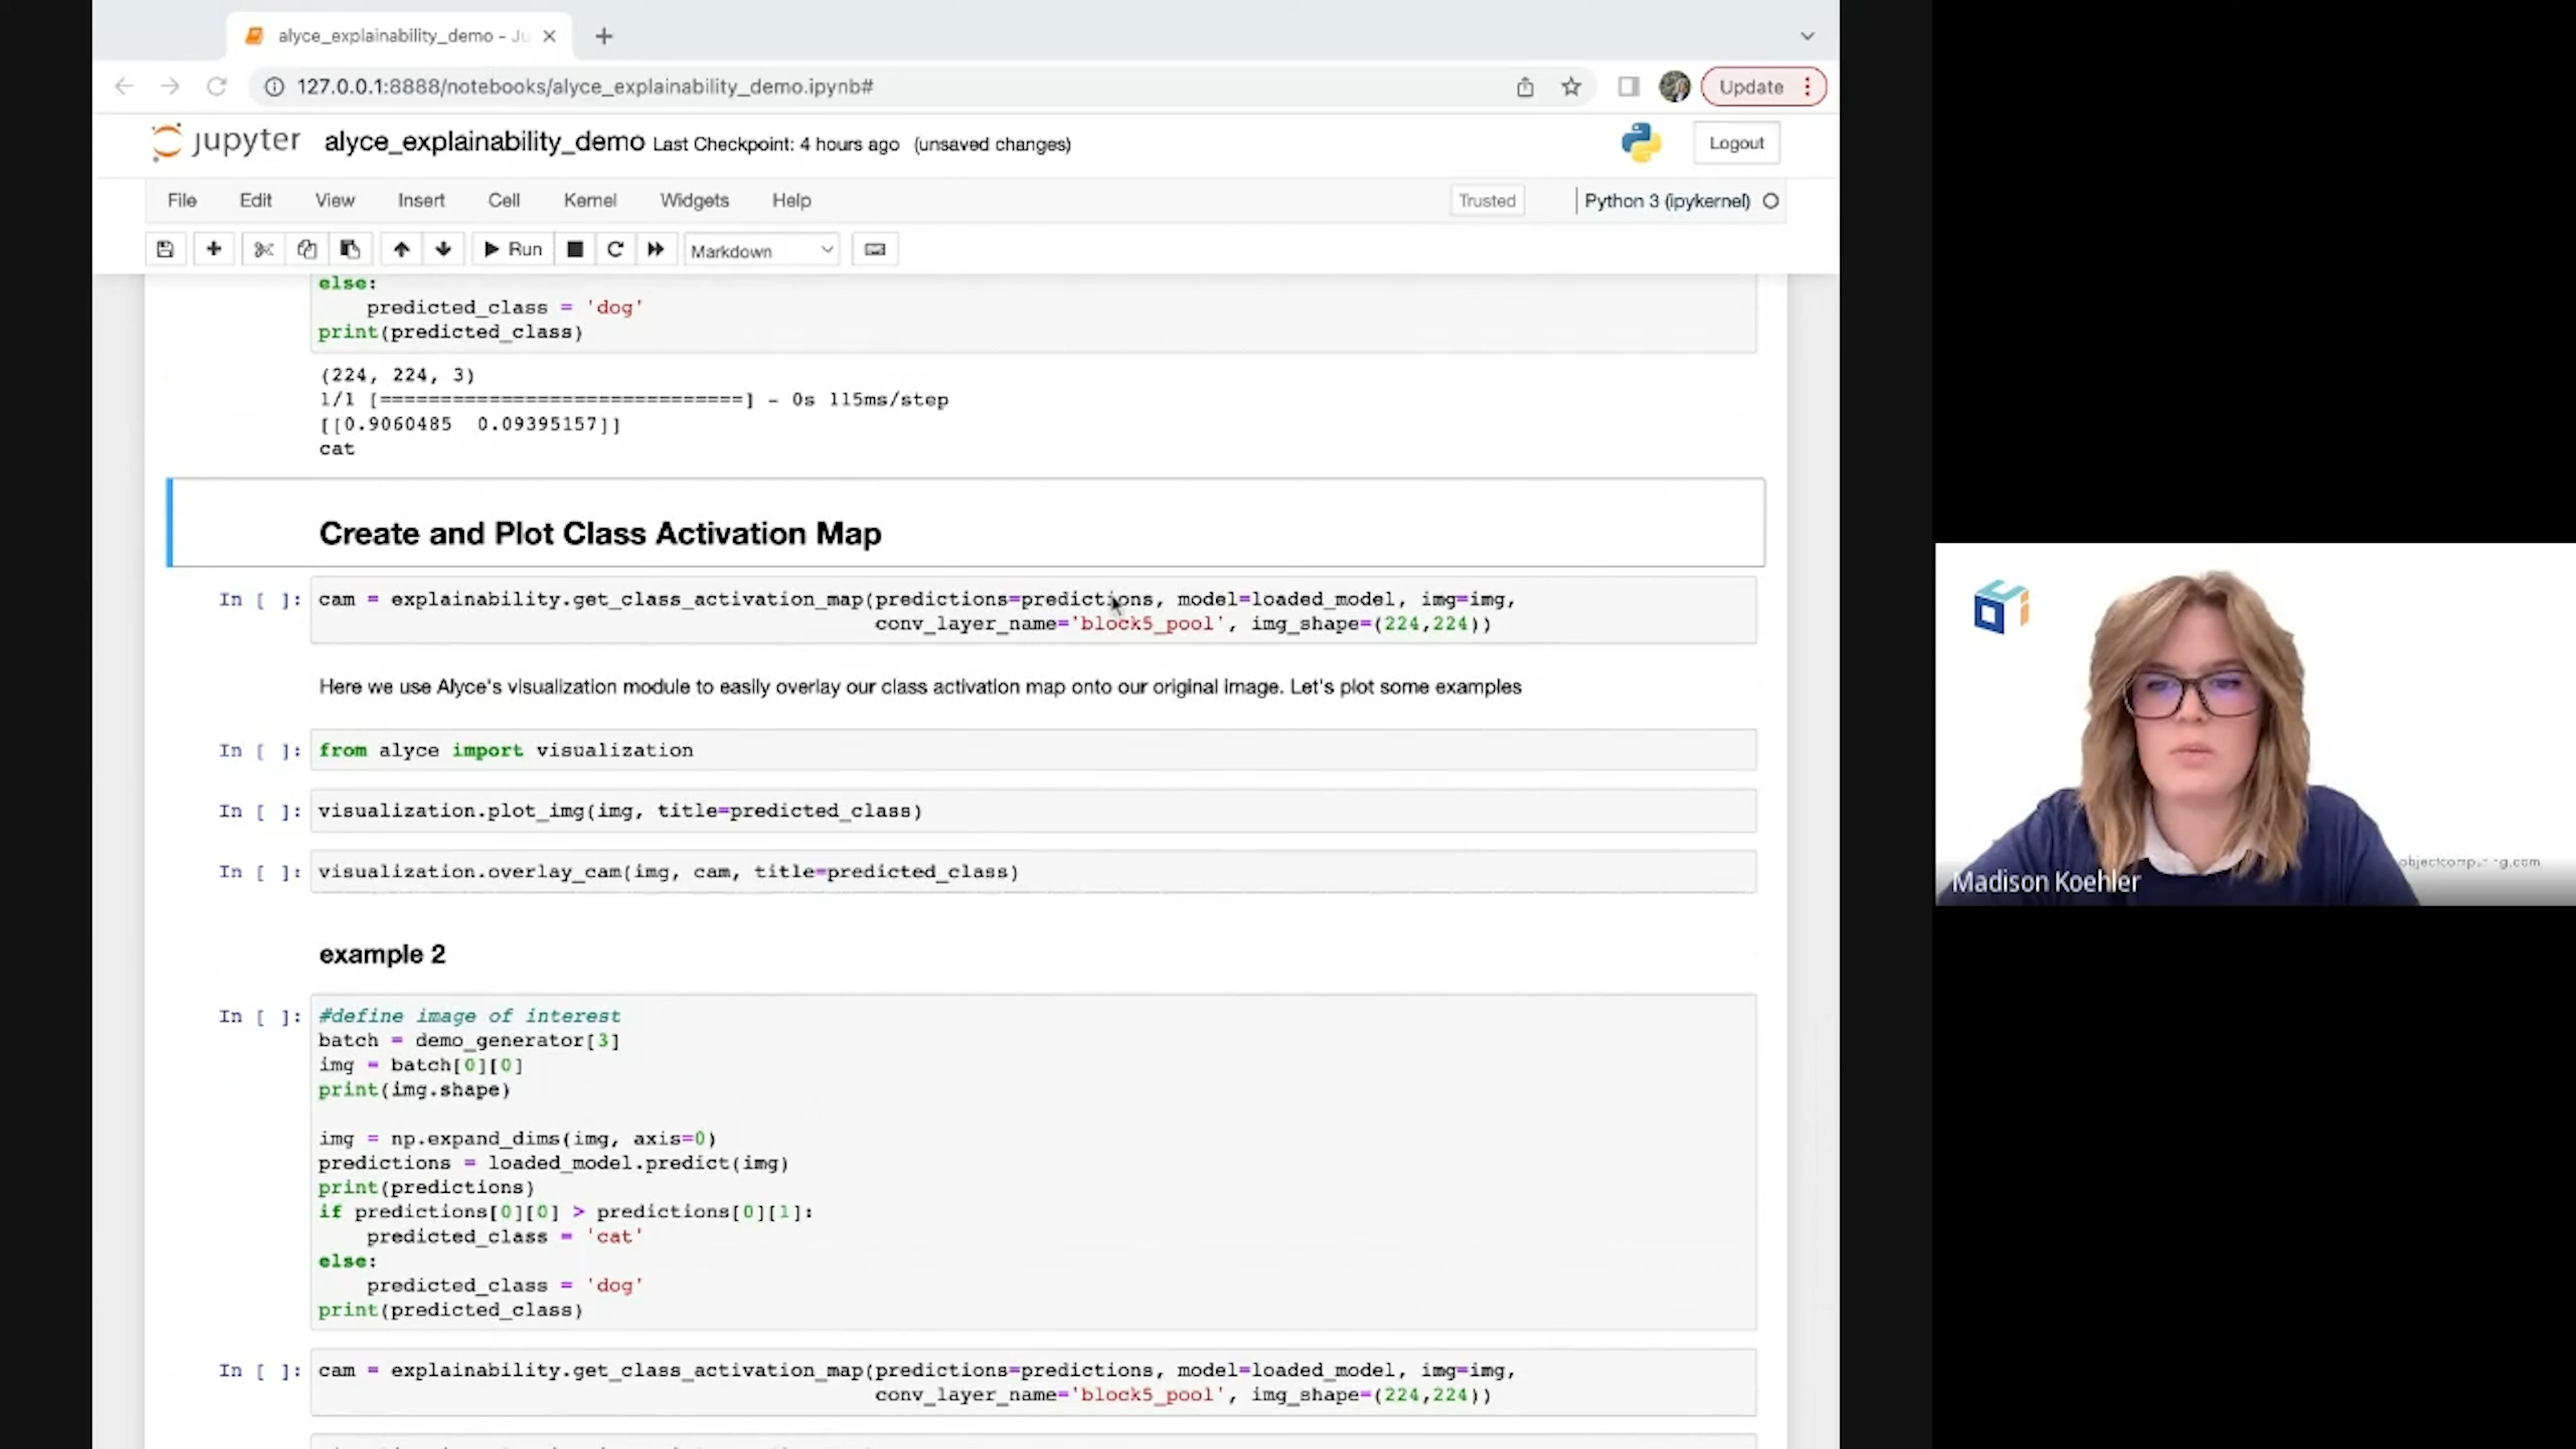 alyce_explainability_demo - Ju
127.0.0.1:8888/notebooks/alyce_explainability_demo.ipynb#
Update
jupyter alyce_explainability_demo Last Checkpoint: 4 hours ago (unsaved changes)
Logout
File Edit View Insert Cell Kernel Widgets Help
Trusted
Python 3 (ipykernel)
Run
Markdown
else:
    predicted_class = 'dog'
print(predicted_class)
(224, 224, 3)
1/1 [==============================] - 0s 115ms/step
[[0.9060485  0.09395157]]
cat
Create and Plot Class Activation Map
In [ ]: cam = explainability.get_class_activation_map(predictions=predictions, model=loaded_model, img=img,
conv_layer_name='block5_pool', img_shape=(224,224))
Here we use Alyce's visualization module to easily overlay our class activation map onto our original image. Let's plot some examples
In [ ]: from alyce import visualization
In [ ]: visualization.plot_img(img, title=predicted_class)
In [ ]: visualization.overlay_cam(img, cam, title=predicted_class)
example 2
In [ ]: #define image of interest
batch = demo_generator[3]
img = batch[0][0]
print(img.shape)
img = np.expand_dims(img, axis=0)
predictions = loaded_model.predict(img)
print(predictions)
if predictions[0][0] > predictions[0][1]:
    predicted_class = 'cat'
else:
    predicted_class = 'dog'
print(predicted_class)
In [ ]: cam = explainability.get_class_activation_map(predictions=predictions, model=loaded_model, img=img,
conv_layer_name='block5_pool', img_shape=(224,224))
Madison Koehler